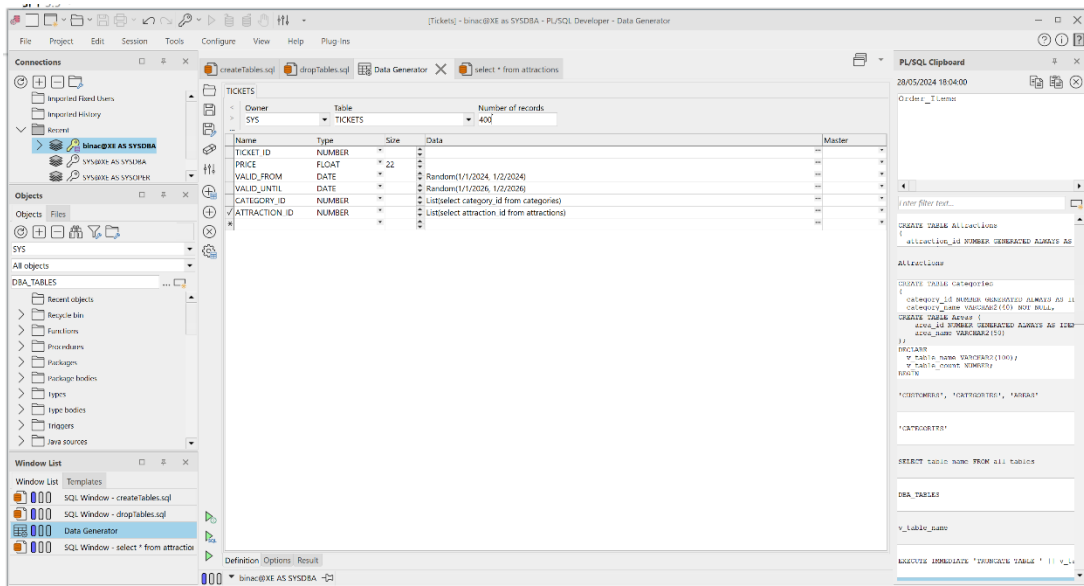 [Tickets] - binac@XE as SYSDBA - PL/SQL Developer - Data Generator
File Project Edit Session Tools Configure View Help Plug-Ins
Connections
Imported Fixed Users
Imported History
Recent
binac@XE AS SYSDBA
SYS@XE AS SYSDBA
SYS@XE AS SYSOPER
Objects
Objects Files
SYS
All objects
DBA_TABLES
Recent objects
Recycle bin
Functions
Procedures
Packages
Package bodies
Types
Type bodies
Triggers
Java sources
Window List
Window List Templates
SQL Window - createTables.sql
SQL Window - dropTables.sql
Data Generator
SQL Window - select * from attraction
createTables.sql dropTables.sql Data Generator select * from attractions
TICKETS
Owner Table Number of records
SYS TICKETS 400
Name Type Size Data Master
TICKET_ID NUMBER
PRICE FLOAT 22
VALID_FROM DATE Random(1/1/2024, 1/2/2024)
VALID_UNTIL DATE Random(1/1/2026, 1/2/2026)
CATEGORY_ID NUMBER List(select category_id from categories)
ATTRACTION_ID NUMBER List(select attraction_id from attractions)
Definition Options Result
binac@XE AS SYSDBA
PL/SQL Clipboard
28/05/2024 18:04:00
Order_Items
Enter filter text...
CREATE TABLE Attractions
(
attraction_id NUMBER GENERATED ALWAYS AS
Attractions
CREATE TABLE Categories
(
category_id NUMBER GENERATED ALWAYS AS
category_name VARCHAR2(60) NOT NULL,
CREATE TABLE Areas (
area_id NUMBER GENERATED ALWAYS AS
area_name VARCHAR2(50)
);
DECLARE
v_table_name VARCHAR2(100);
v_table_count NUMBER;
BEGIN
'CUSTOMERS', 'CATEGORIES', 'AREAS'
'CATEGORIES'
SELECT table_name FROM all_tables
DBA_TABLES
v_table_name
EXECUTE IMMEDIATE 'TRUNCATE TABLE ' ||